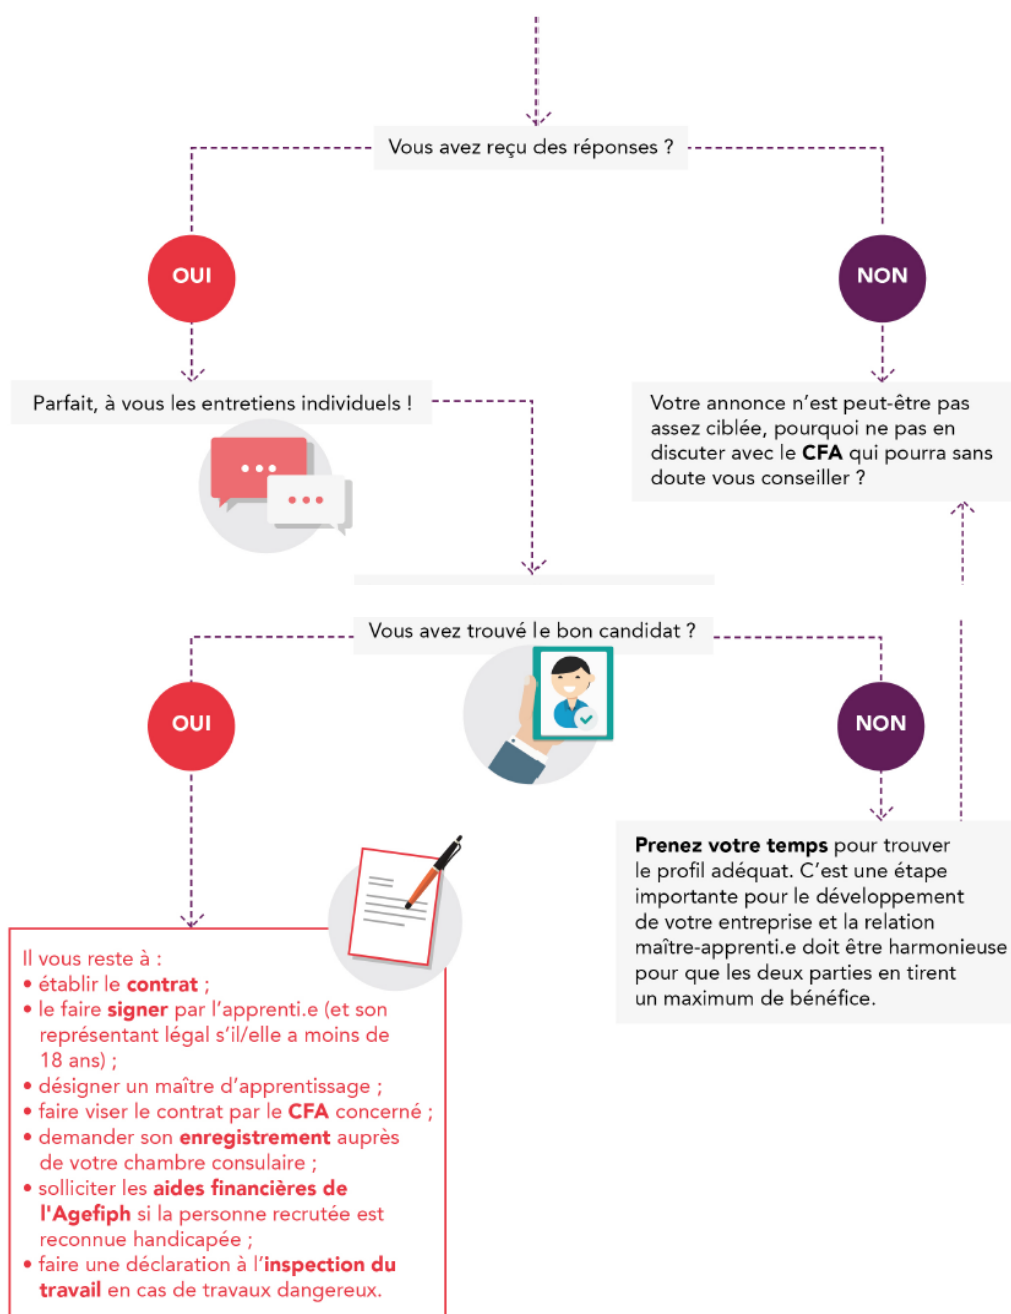 Vous avez reçu des réponses ?
OUI
NON
Parfait, à vous les entretiens individuels !
Votre annonce n’est peut-être pas
assez ciblée, pourquoi ne pas en
discuter avec le CFA qui pourra sans
doute vous conseiller ?
Vous avez trouvé le bon candidat ?
OUI
NON
Prenez votre temps pour trouver
le profil adéquat. C’est une étape
importante pour le développement
de votre entreprise et la relation
maître-apprenti.e doit être harmonieuse
pour que les deux parties en tirent
un maximum de bénéfice.
Il vous reste à :
• établir le contrat ;
• le faire signer par l’apprenti.e (et son
représentant légal s’il/elle a moins de
18 ans) ;
• désigner un maître d’apprentissage ;
• faire viser le contrat par le CFA concerné ;
• demander son enregistrement auprès
de votre chambre consulaire ;
• solliciter les aides financières de
l'Agefiph si la personne recrutée est
reconnue handicapée ;
• faire une déclaration à l’inspection du
travail en cas de travaux dangereux.